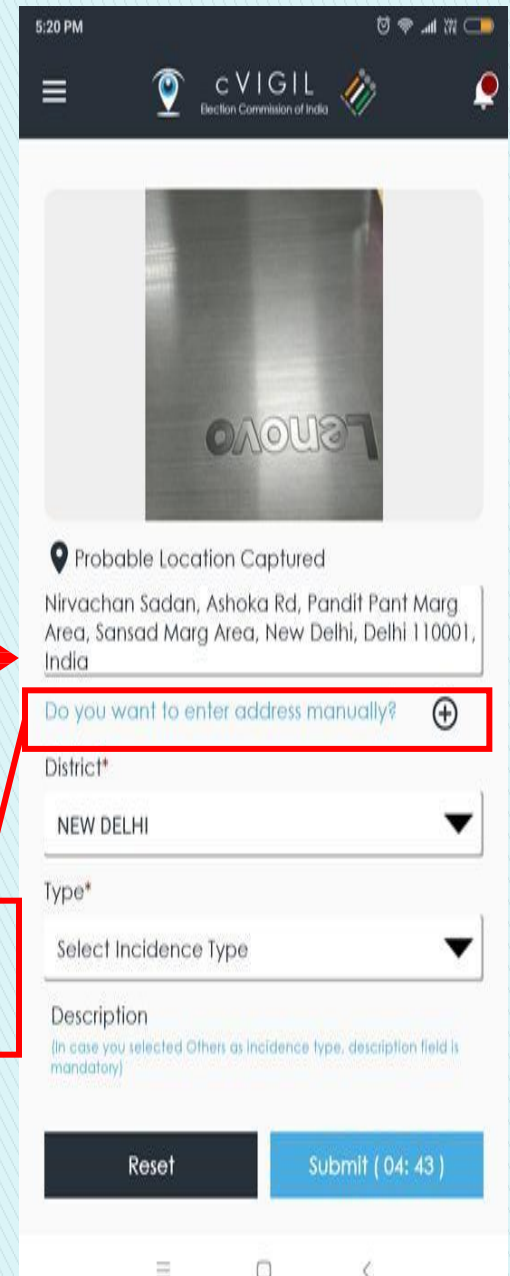 5:20 PM
cVIGIL
Election Commission of India
Lenovo
Probable Location Captured
Nirvachan Sadan, Ashoka Rd, Pandit Pant Marg
Area, Sansad Marg Area, New Delhi, Delhi 110001,
India
Do you want to enter address manually?
District*
NEW DELHI
Type*
Select Incidence Type
Description
(In case you selected Others as incidence type, description field is
mandatory)
Reset
Submit ( 04: 43 )